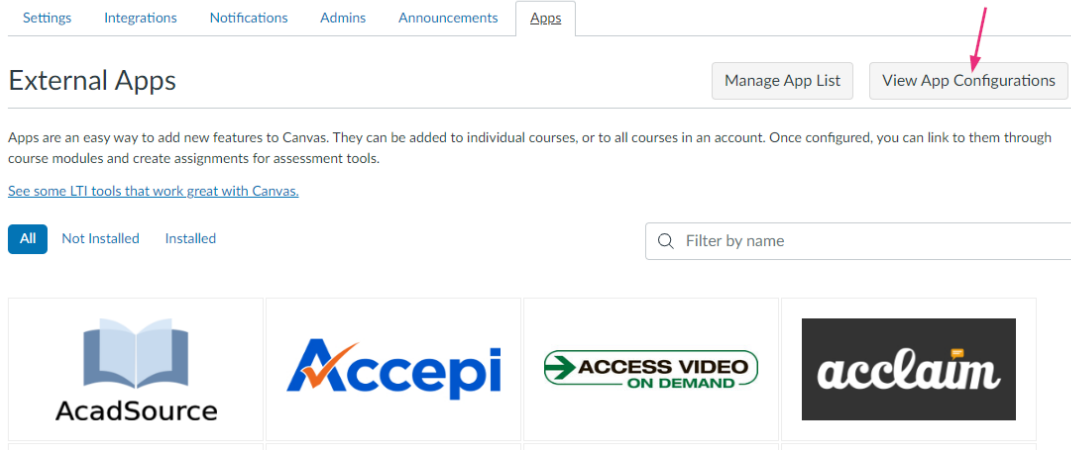 Settings Integrations Notifications Admins Announcements Apps
External Apps
Manage App List View App Configurations
Apps are an easy way to add new features to Canvas. They can be added to individual courses, or to all courses in an account. Once configured, you can link to them through
course modules and create assignments for assessment tools.
See some LTI tools that work great with Canvas.
All Not Installed Installed
Filter by name
AcadSource
Accepi
ACCESS VIDEO
ON DEMAND
acclaim